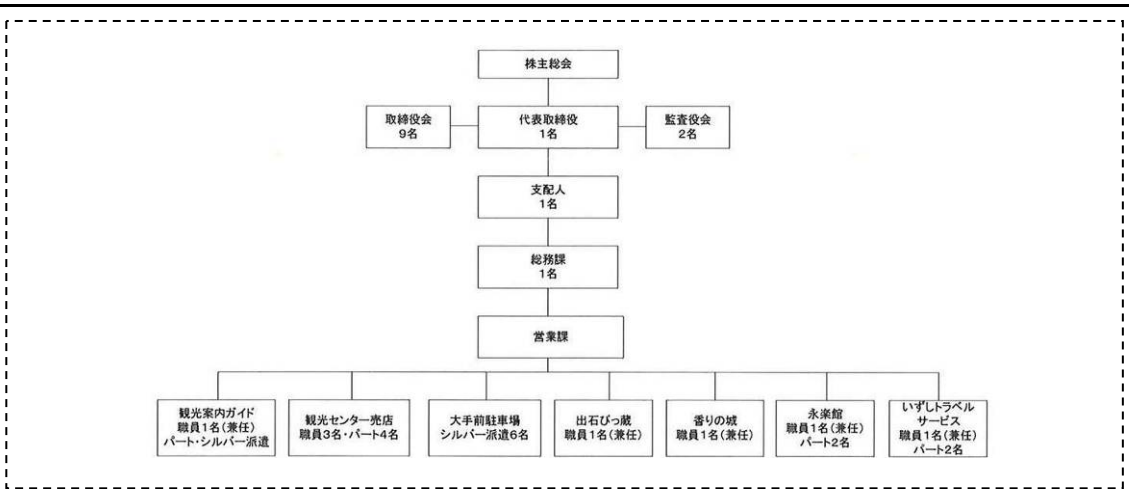 株主総会
取締役会
9名
代表取締役
1名
監査役会
2名
支配人
1名
総務課
1名
営業課
観光案内ガイド
職員1名(兼任)
パート・シルバー派遣
観光センター売店
職員3名・パート4名
大手前駐車場
シルバー派遣6名
出石びっ蔵
職員1名(兼任)
香りの城
職員1名(兼任)
永楽館
職員1名(兼任)
パート2名
いずしトラベル
サービス
職員1名(兼任)
パート2名